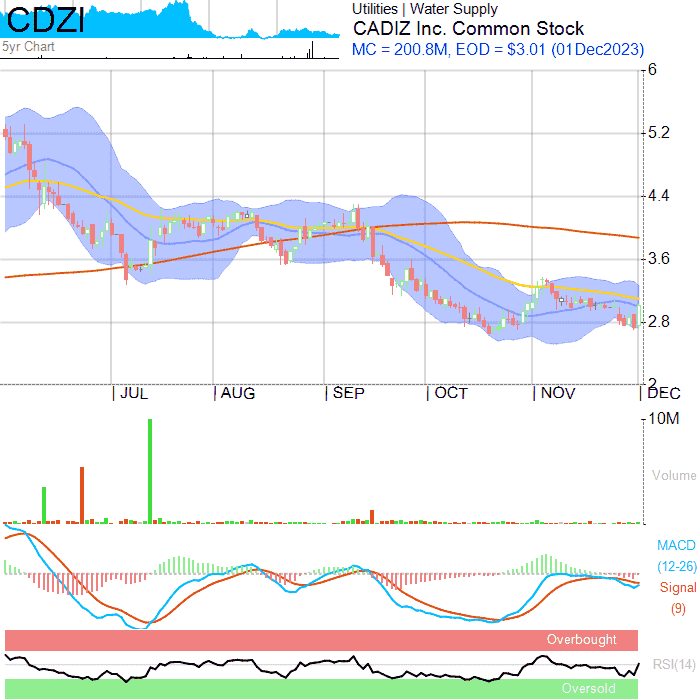 CDZI
Utilities | Water Supply
CADIZ Inc. Common Stock
5yr Chart
MC = 200.8M, EOD = $3.01 (01Dec2023)
6
5.2
4.4
3.6
2.8
2
JUL AUG SEP OCT NOV DEC
10M
Volume
MACD
(12-26)
Signal
(9)
Overbought
RSI(14)
Oversold